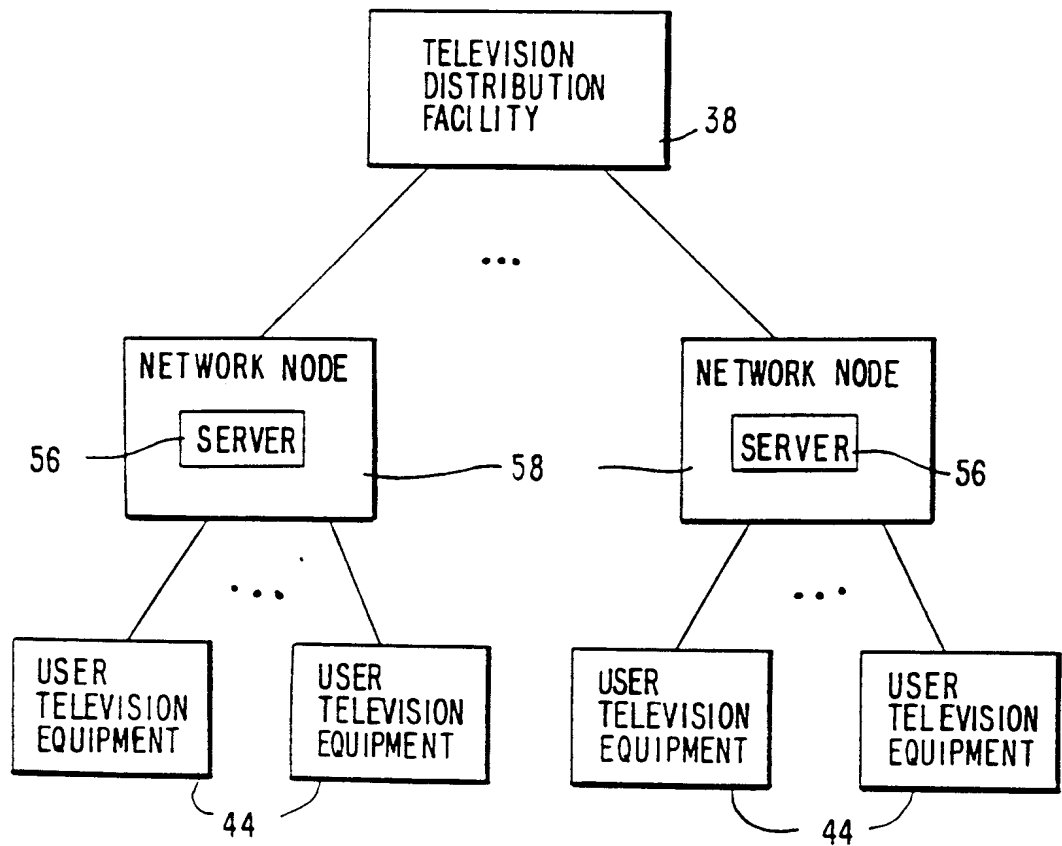 TELEVISION
DISTRIBUTION
FACILITY
38
...
NETWORK NODE
SERVER
56
58
NETWORK NODE
SERVER
56
...
...
USER
TELEVISION
EQUIPMENT
USER
TELEVISION
EQUIPMENT
44
USER
TELEVISION
EQUIPMENT
USER
TELEVISION
EQUIPMENT
44